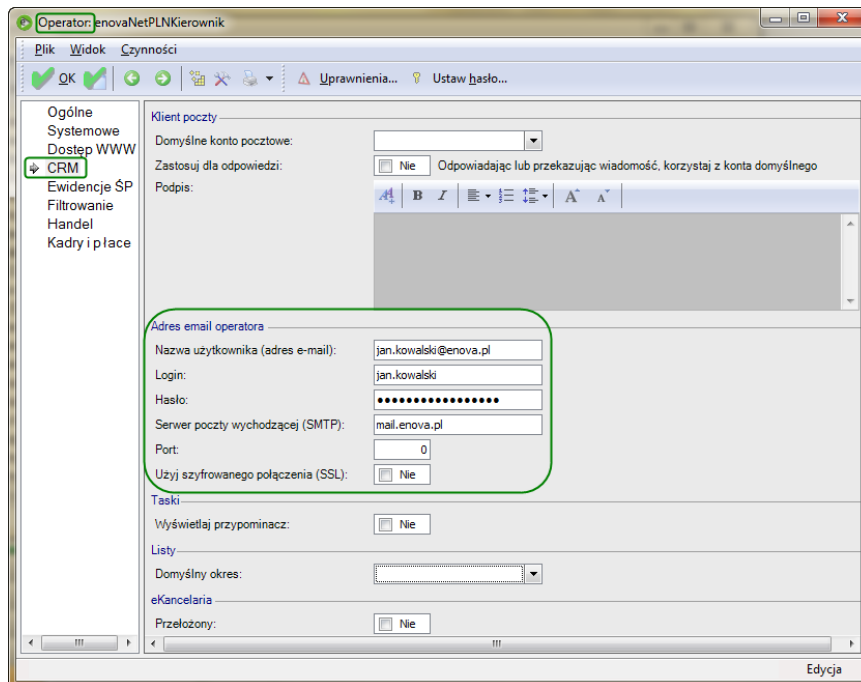 Operator: enovaNetPLNKierownik
Plik Widok Czynności
OK Uprawnienia... Ustaw hasło...
Ogólne
Systemowe
Dostęp WWW
CRM
Ewidencje ŚP
Filtrowanie
Handel
Kadry i płace
Klient poczty
Domyślne konto pocztowe:
Zastosuj dla odpowiedzi: Nie Odpowiadając lub przekazując wiadomość, korzystaj z konta domyślnego
Podpis:
B I A A
Adres email operatora
Nazwa użytkownika (adres e-mail): jan.kowalski@enova.pl
Login: jan.kowalski
Hasło: •••••••••••••••••
Serwer poczty wychodzącej (SMTP): mail.enova.pl
Port: 0
Użyj szyfrowanego połączenia (SSL): Nie
Taski
Wyświetlaj przypominacz: Nie
Listy
Domyślny okres:
eKancelaria
Przełożony: Nie
Edycja